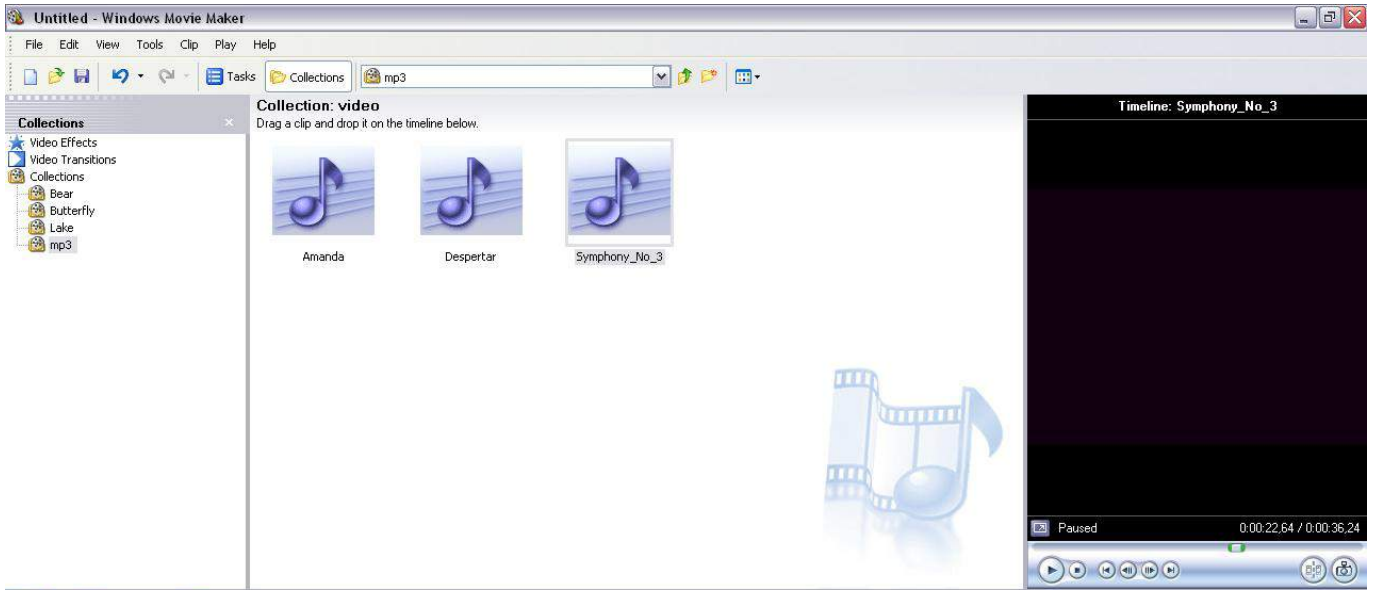 Untitled - Windows Movie Maker
File Edit View Tools Clip Play Help
Tasks Collections mp3
Collections
Video Effects
Video Transitions
Collections
Bear
Butterfly
Lake
mp3
Collection: video
Drag a clip and drop it on the timeline below.
Amanda Despertar Symphony_No_3
Timeline: Symphony_No_3
Paused 0:00:22,64 / 0:00:36,24